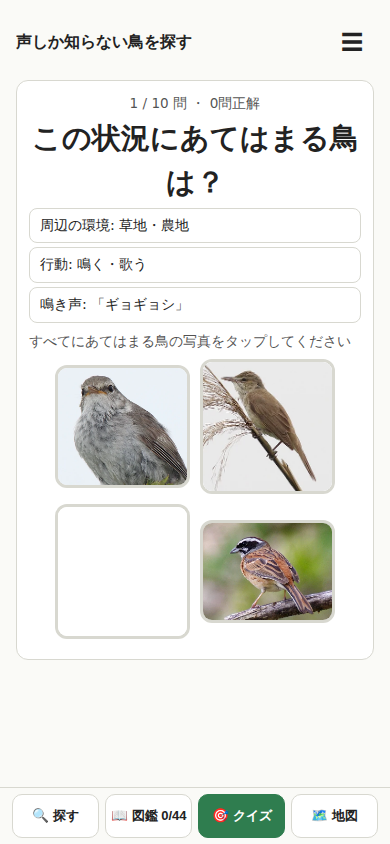 声しか知らない鳥を探す
☰
1 / 10 問 ・ 0問正解
この状況にあてはまる鳥
は？
周辺の環境: 草地・農地
行動: 鳴く・歌う
鳴き声: 「ギョギョシ」
すべてにあてはまる鳥の写真をタップしてください
🔍 探す
📖 図鑑 0/44
🎯 クイズ
🗺️ 地図